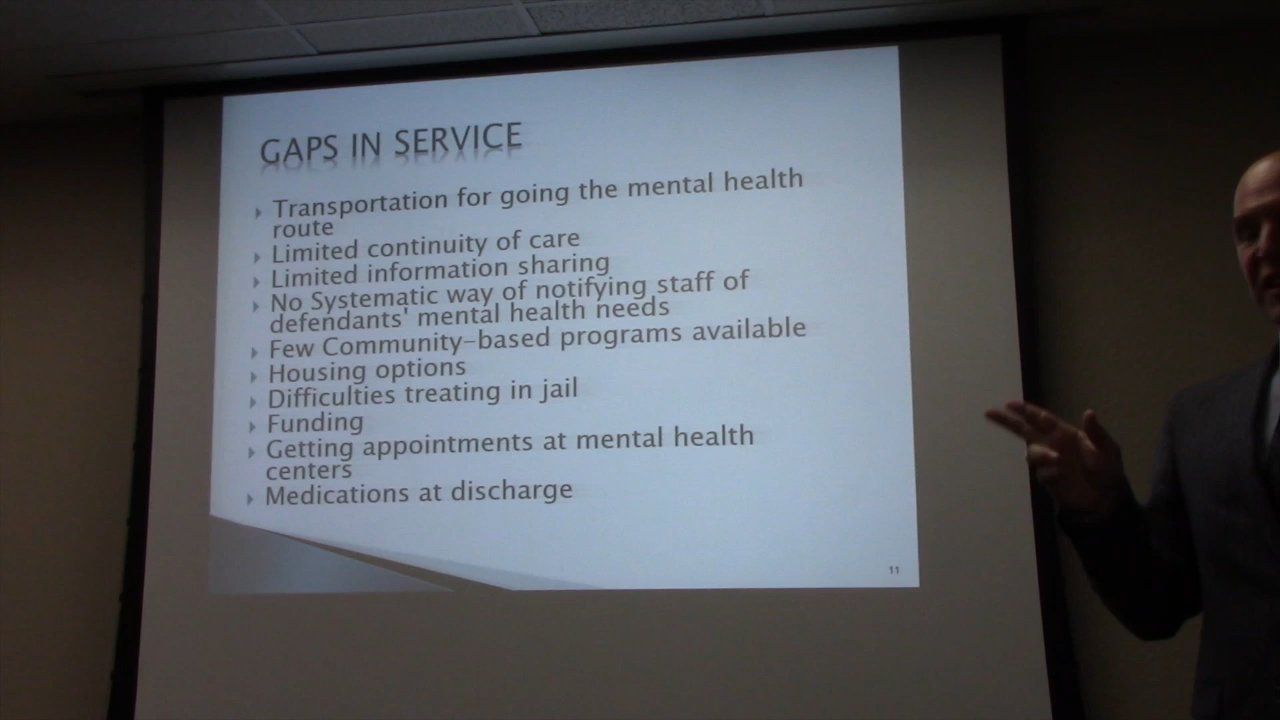 GAPS IN SERVICE
Transportation for going the mental health
route
Limited continuity of care
Limited information sharing
No Systematic way of notifying staff of
defendants' mental health needs
Few Community-based programs available
Housing options
Difficulties treating in jail
Funding
Getting appointments at mental health
centers
Medications at discharge
11